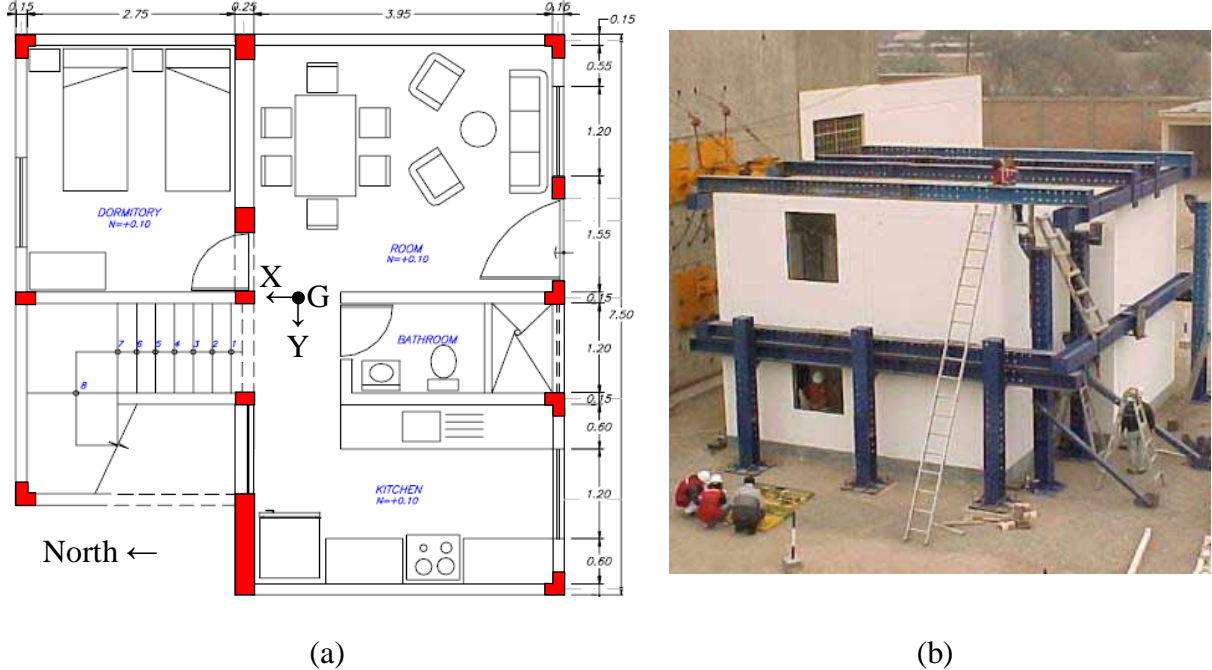 0.15 2.75 0.25 3.95 0.15
0.15
0.55
1.20
DORMITORY
N=+0.10
ROOM
N=+0.10
1.55
X
G
0.15
7.50
Y
BATHROOM
7 6 5 4 3 2 1
1.20
8
0.15
0.60
KITCHEN
N=+0.10
1.20
North ←
0.60
(a) (b)